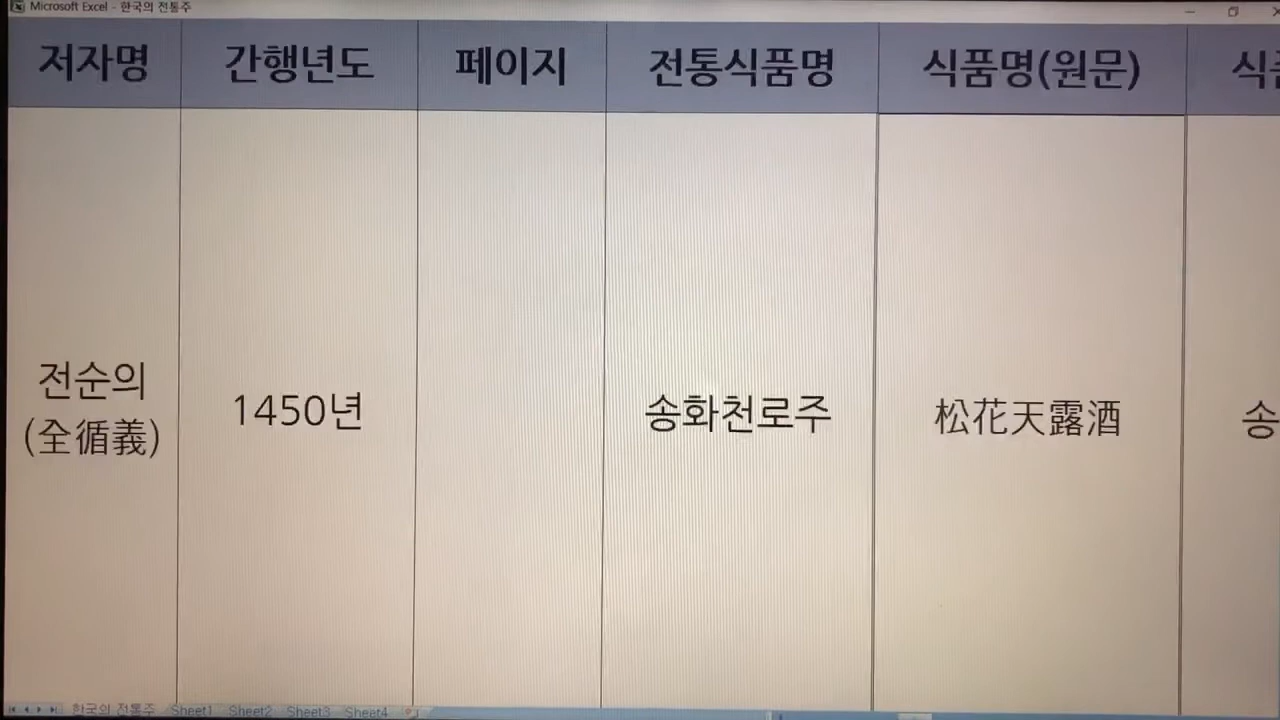 Microsoft Excel - 한국의 전통주
저자명 간행년도 페이지 전통식품명 식품명(원문) 식
전순의
(全循義) 1450년 송화천로주 松花天露酒 송
한국의 전통주 Sheet1 Sheet2 Sheet3 Sheet4